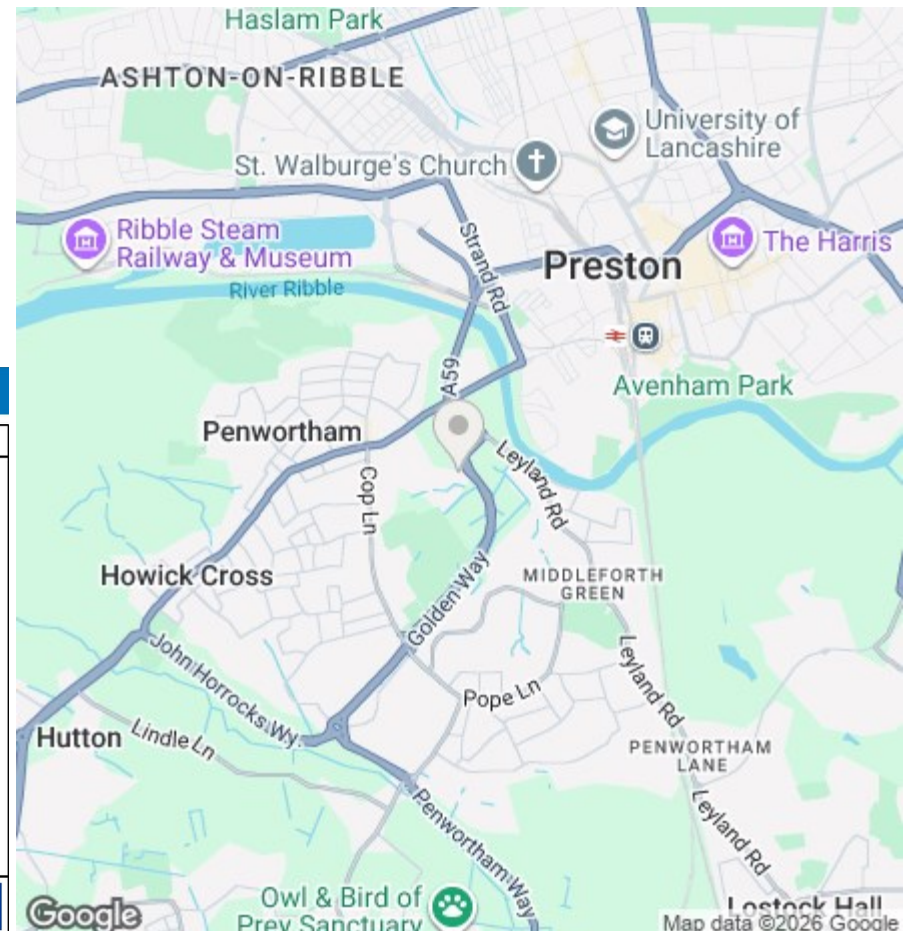 Haslam Park
ASHTON-ON-RIBBLE
University of
Lancashire
St. Walburge's Church
Ribble Steam
Railway & Museum
Strand Rd
The Harris
Preston
River Ribble
A59
Avenham Park
Penwortham
Leyland Rd
Cop Ln
Howick Cross
MIDDLEFORTH
GREEN
Golden Way
John Horrocks Wy.
Leyland Rd
Pope Ln
Hutton
Lindle Ln
PENWORTHAM
LANE
Penwortham Way
Leyland Rd
Owl & Bird of
Prey Sanctuary
Lostock Hall
Google
Map data ©2026 Google